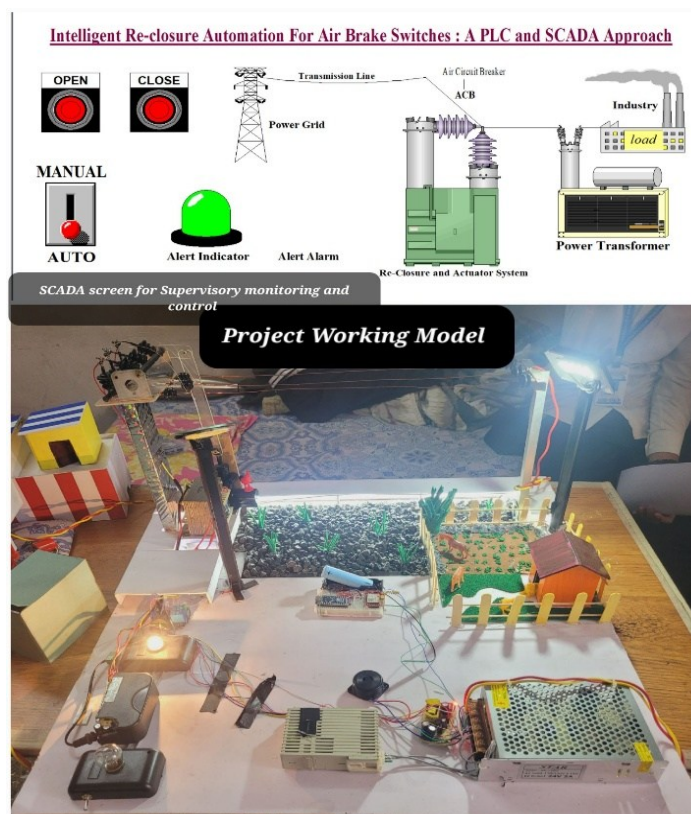 Intelligent Re-closure Automation For Air Brake Switches : A PLC and SCADA Approach
OPEN
CLOSE
Transmission Line
Air Circuit Breaker
ACB
Power Grid
Industry
load
MANUAL
AUTO
Alert Indicator
Alert Alarm
Re-Closure and Actuator System
Power Transformer
SCADA screen for Supervisory monitoring and
control
Project Working Model